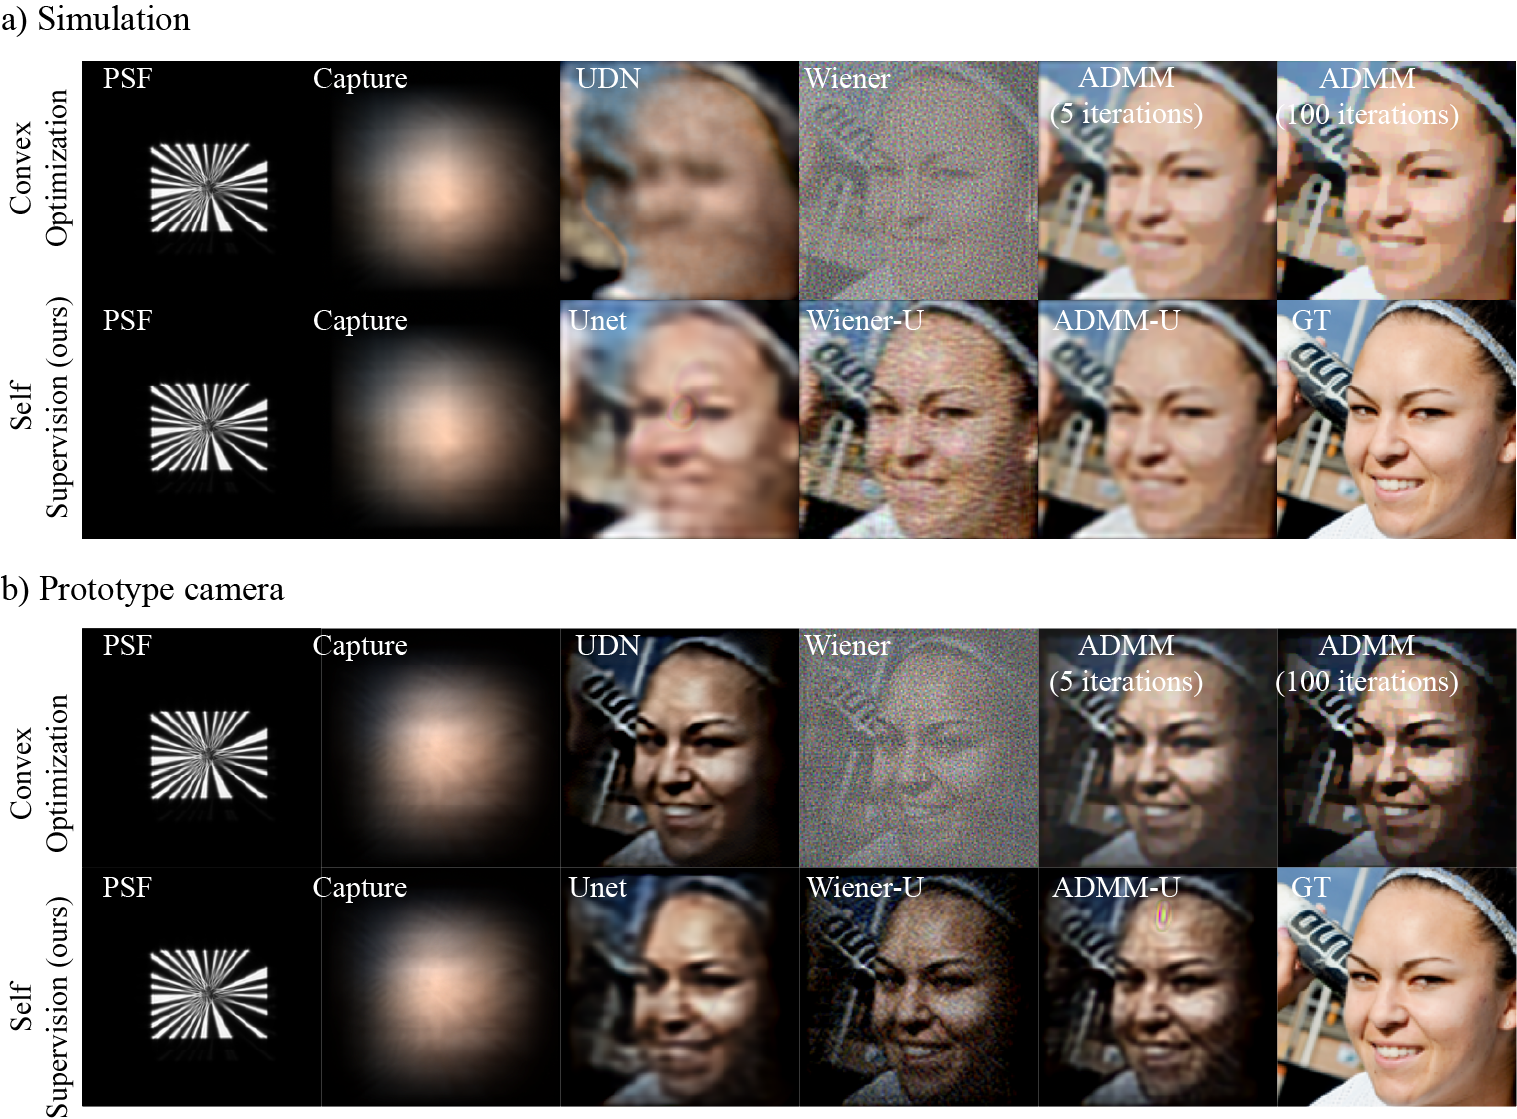 a) Simulation
Convex
Optimization
PSF
Capture
UDN
Wiener
ADMM
(5 iterations)
ADMM
(100 iterations)
Self
Supervision (ours)
PSF
Capture
Unet
Wiener-U
ADMM-U
GT
b) Prototype camera
Convex
Optimization
PSF
Capture
UDN
Wiener
ADMM
(5 iterations)
ADMM
(100 iterations)
Self
Supervision (ours)
PSF
Capture
Unet
Wiener-U
ADMM-U
GT